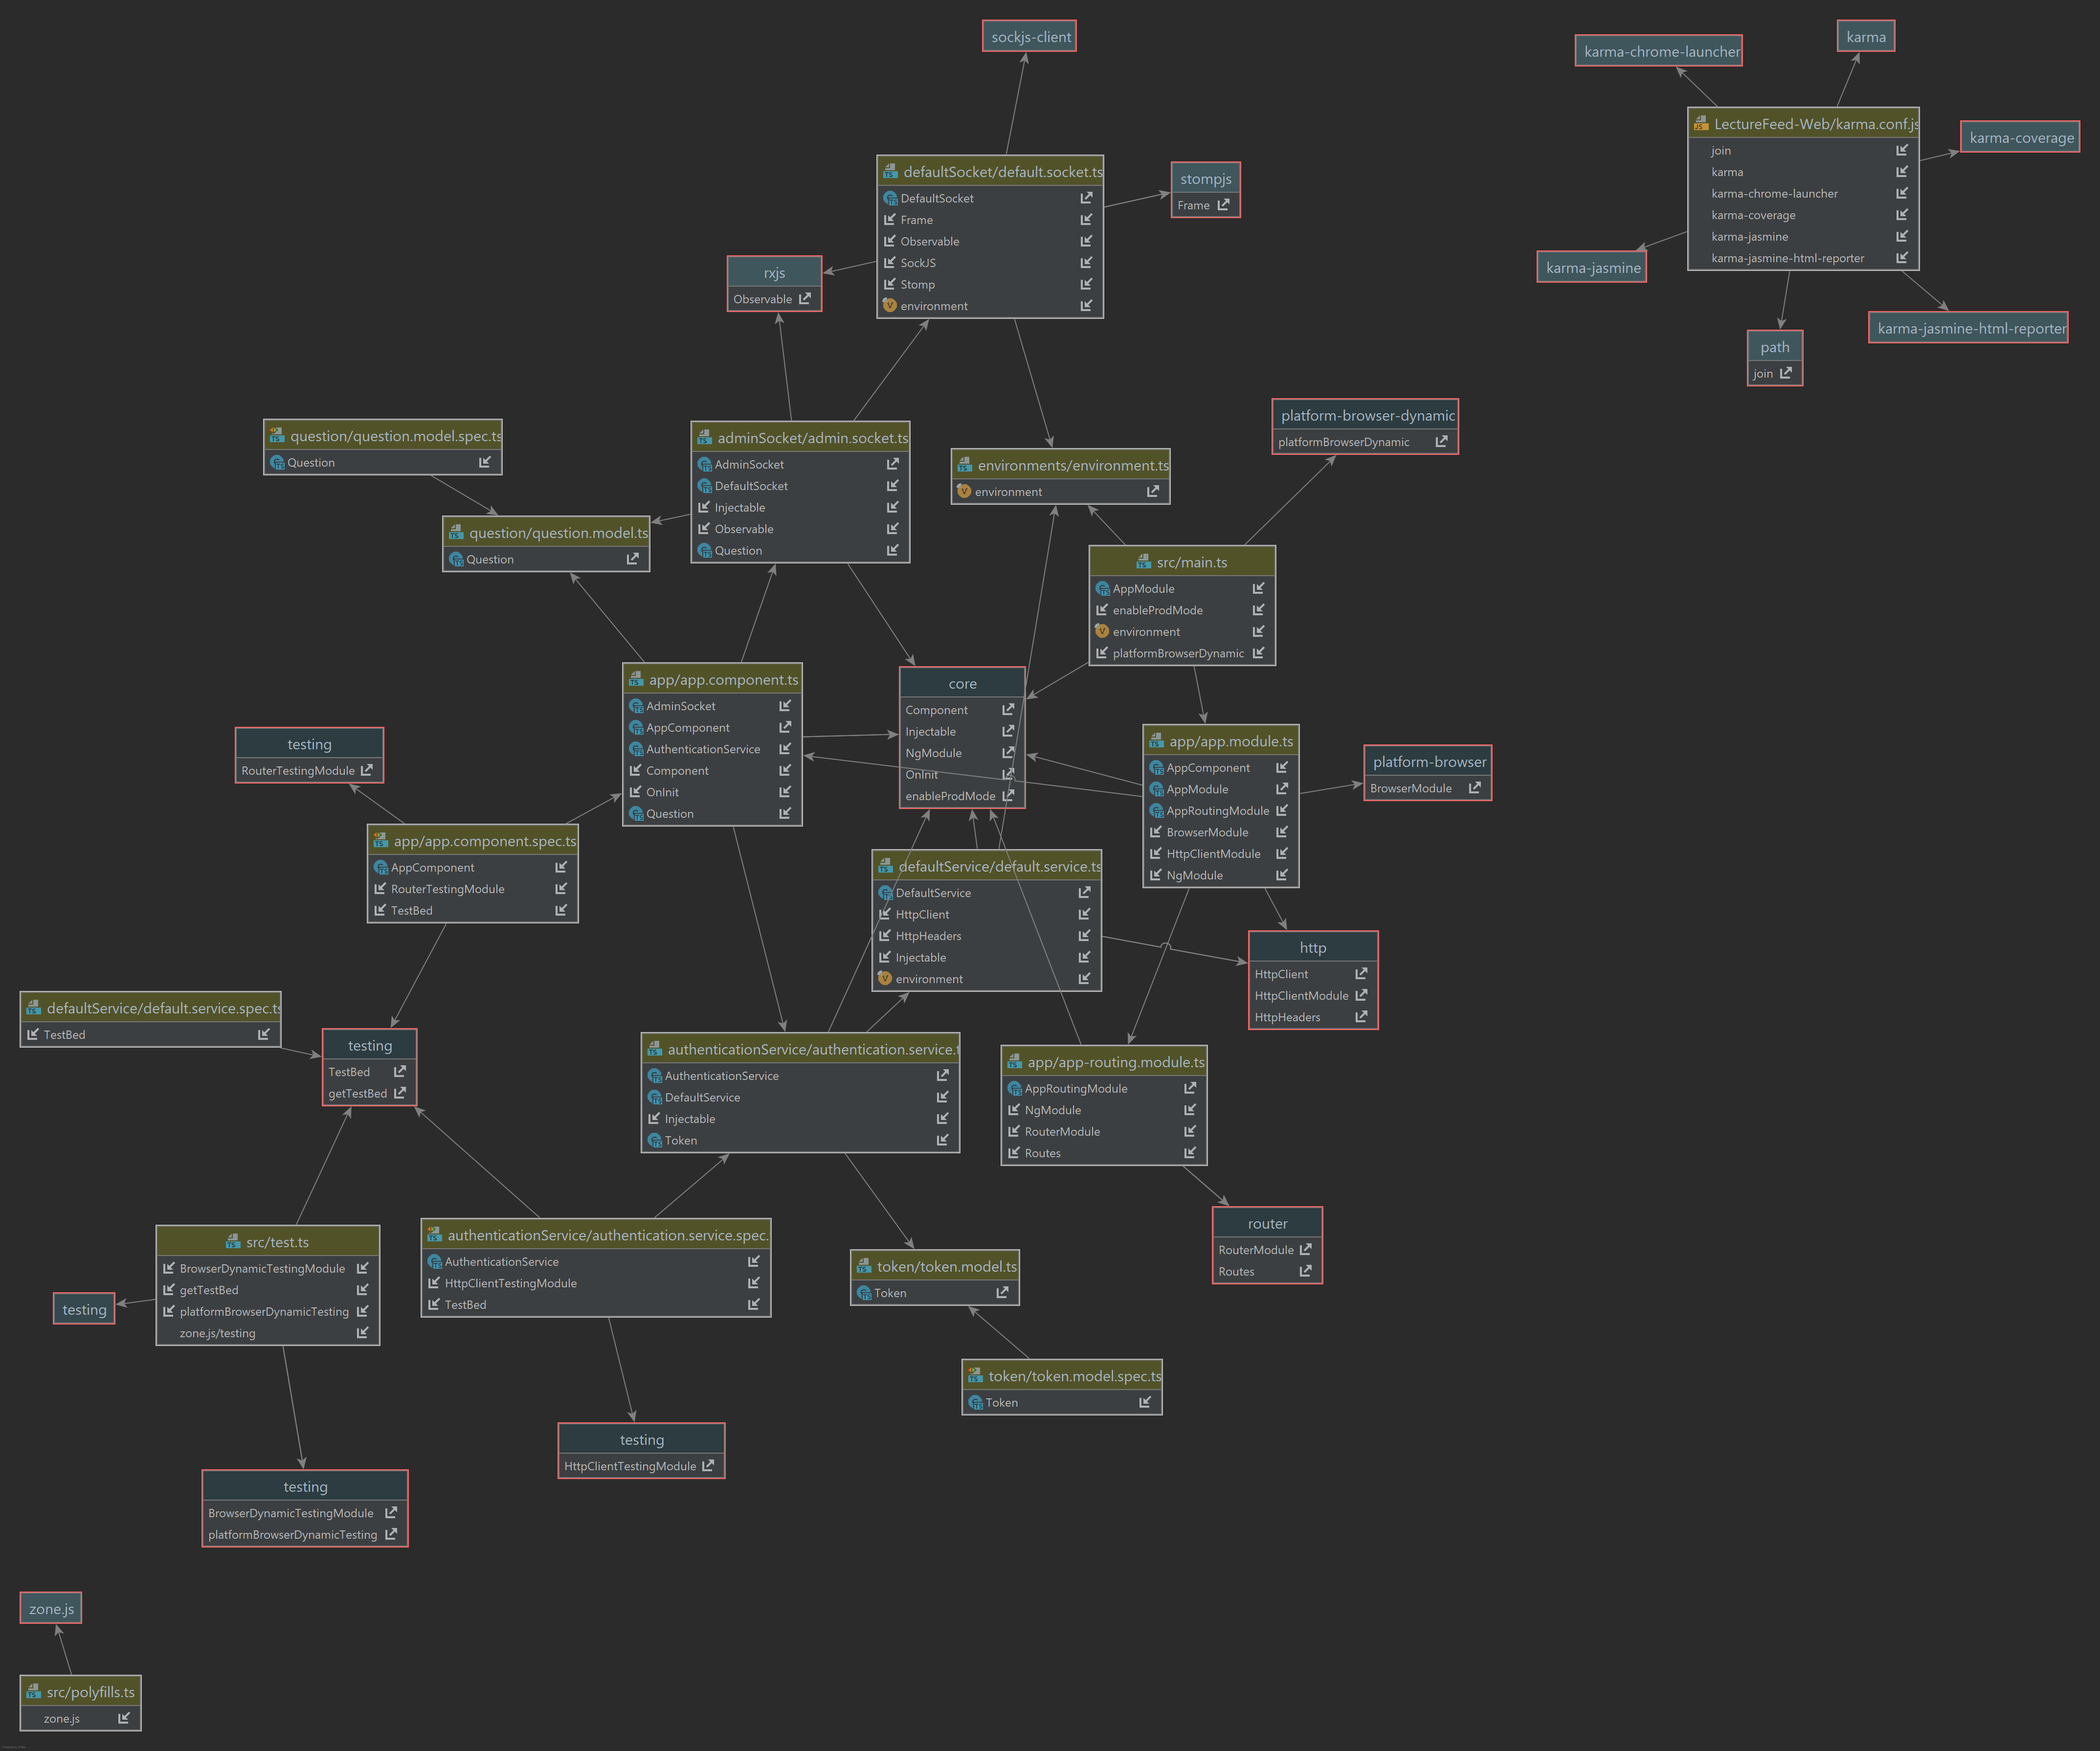 sockjs-client
karma-chrome-launcher
karma
LectureFeed-Web/karma.conf.js
join
karma
karma-chrome-launcher
karma-coverage
karma-jasmine
karma-jasmine-html-reporter
karma-coverage
karma-jasmine
karma-jasmine-html-reporter
path
join
defaultSocket/default.socket.ts
DefaultSocket
Frame
Observable
SockJS
Stomp
environment
stompjs
Frame
rxjs
Observable
platform-browser-dynamic
platformBrowserDynamic
question/question.model.spec.ts
Question
adminSocket/admin.socket.ts
AdminSocket
DefaultSocket
Injectable
Observable
Question
environments/environment.ts
environment
question/question.model.ts
Question
src/main.ts
AppModule
enableProdMode
environment
platformBrowserDynamic
app/app.component.ts
AdminSocket
AppComponent
AuthenticationService
Component
OnInit
Question
core
Component
Injectable
NgModule
OnInit
enableProdMode
app/app.module.ts
AppComponent
AppModule
AppRoutingModule
BrowserModule
HttpClientModule
NgModule
platform-browser
BrowserModule
testing
RouterTestingModule
app/app.component.spec.ts
AppComponent
RouterTestingModule
TestBed
defaultService/default.service.ts
DefaultService
HttpClient
HttpHeaders
Injectable
environment
http
HttpClient
HttpClientModule
HttpHeaders
defaultService/default.service.spec.ts
TestBed
testing
TestBed
getTestBed
authenticationService/authentication.service.t
AuthenticationService
DefaultService
Injectable
Token
app/app-routing.module.ts
AppRoutingModule
NgModule
RouterModule
Routes
router
RouterModule
Routes
src/test.ts
BrowserDynamicTestingModule
getTestBed
platformBrowserDynamicTesting
zone.js/testing
testing
authenticationService/authentication.service.spec.
AuthenticationService
HttpClientTestingModule
TestBed
token/token.model.ts
Token
token/token.model.spec.ts
Token
testing
HttpClientTestingModule
testing
BrowserDynamicTestingModule
platformBrowserDynamicTesting
zone.js
src/polyfills.ts
zone.js